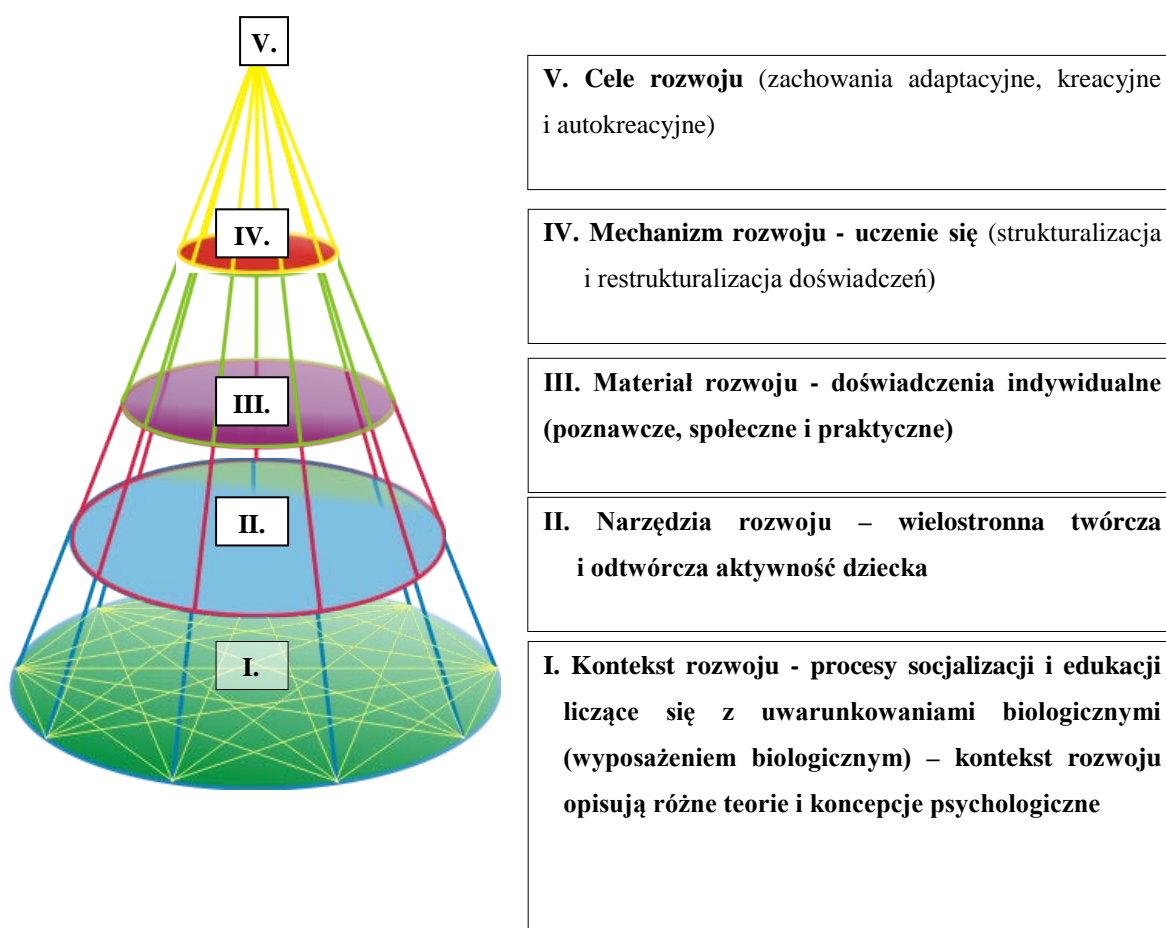 V.
V. Cele rozwoju (zachowania adaptacyjne, kreacyjne
i autokreacyjne)
IV.
IV. Mechanizm rozwoju - uczenie się (strukturalizacja
i restrukturalizacja doświadczeń)
III.
III. Materiał rozwoju - doświadczenia indywidualne
(poznawcze, społeczne i praktyczne)
II.
II. Narzędzia rozwoju – wielostronna twórcza
i odtwórcza aktywność dziecka
I.
I. Kontekst rozwoju - procesy socjalizacji i edukacji
liczące się z uwarunkowaniami biologicznymi
(wyposażeniem biologicznym) – kontekst rozwoju
opisują różne teorie i koncepcje psychologiczne